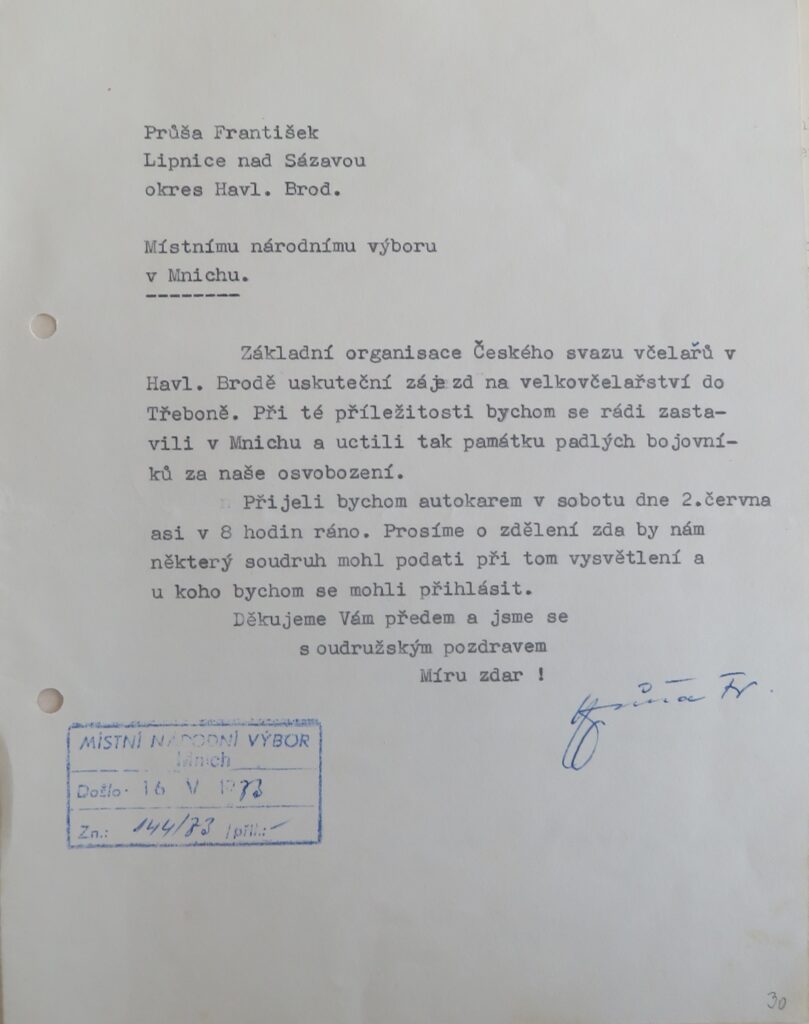 Průša František
Lipnice nad Sázavou
okres Havl. Brod.
Místnímu národnímu výboru
v Mnichu.
Základní organisace Českého svazu včelařů v
Havl. Brodě uskuteční zájezd na velkovčelařství do
Třeboně. Při té příležitosti bychom se rádi zasta-
vili v Mnichu a uctili tak památku padlých bojovní-
ků za naše osvobození.
Přijeli bychom autokarem v sobotu dne 2.června
asi v 8 hodin ráno. Prosíme o zdělení zda by nám
některý soudruh mohl podati při tom vysvětlení a
u koho bychom se mohli přihlásit.
Děkujeme Vám předem a jsme se
soudružským pozdravem
Míru zdar !
Průša Fr.
MÍSTNÍ NÁRODNÍ VÝBOR
Mnich
Došlo: 16 V 1973
Zn.: 144/73 /příl.: -
30